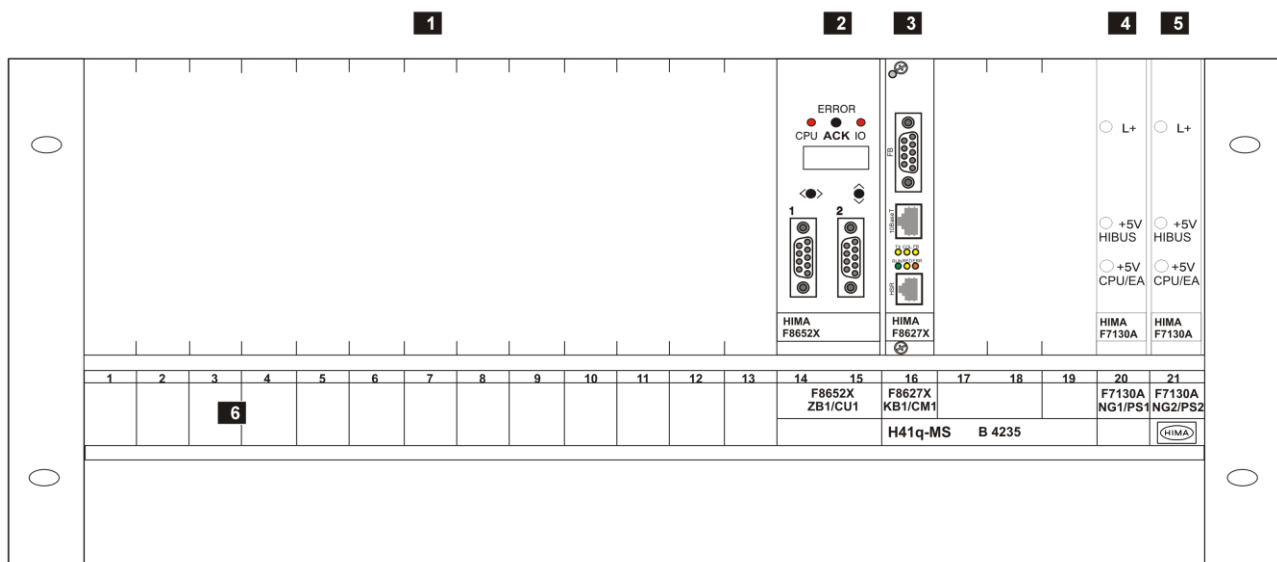 1 2 3 4 5
ERROR
CPU ACK IO
1 2
HIMA
F8652X
FB
10BaseT
HSR
HIMA
F8627X
L+
+5V
HIBUS
+5V
CPU/EA
HIMA
F7130A
L+
+5V
HIBUS
+5V
CPU/EA
HIMA
F7130A
1 2 3 4 5 6 7 8 9 10 11 12 13 14 15 16 17 18 19 20 21
6
F8652X
ZB1/CU1
F8627X
KB1/CM1
F7130A
NG1/PS1
F7130A
NG2/PS2
H41q-MS B 4235
HIMA